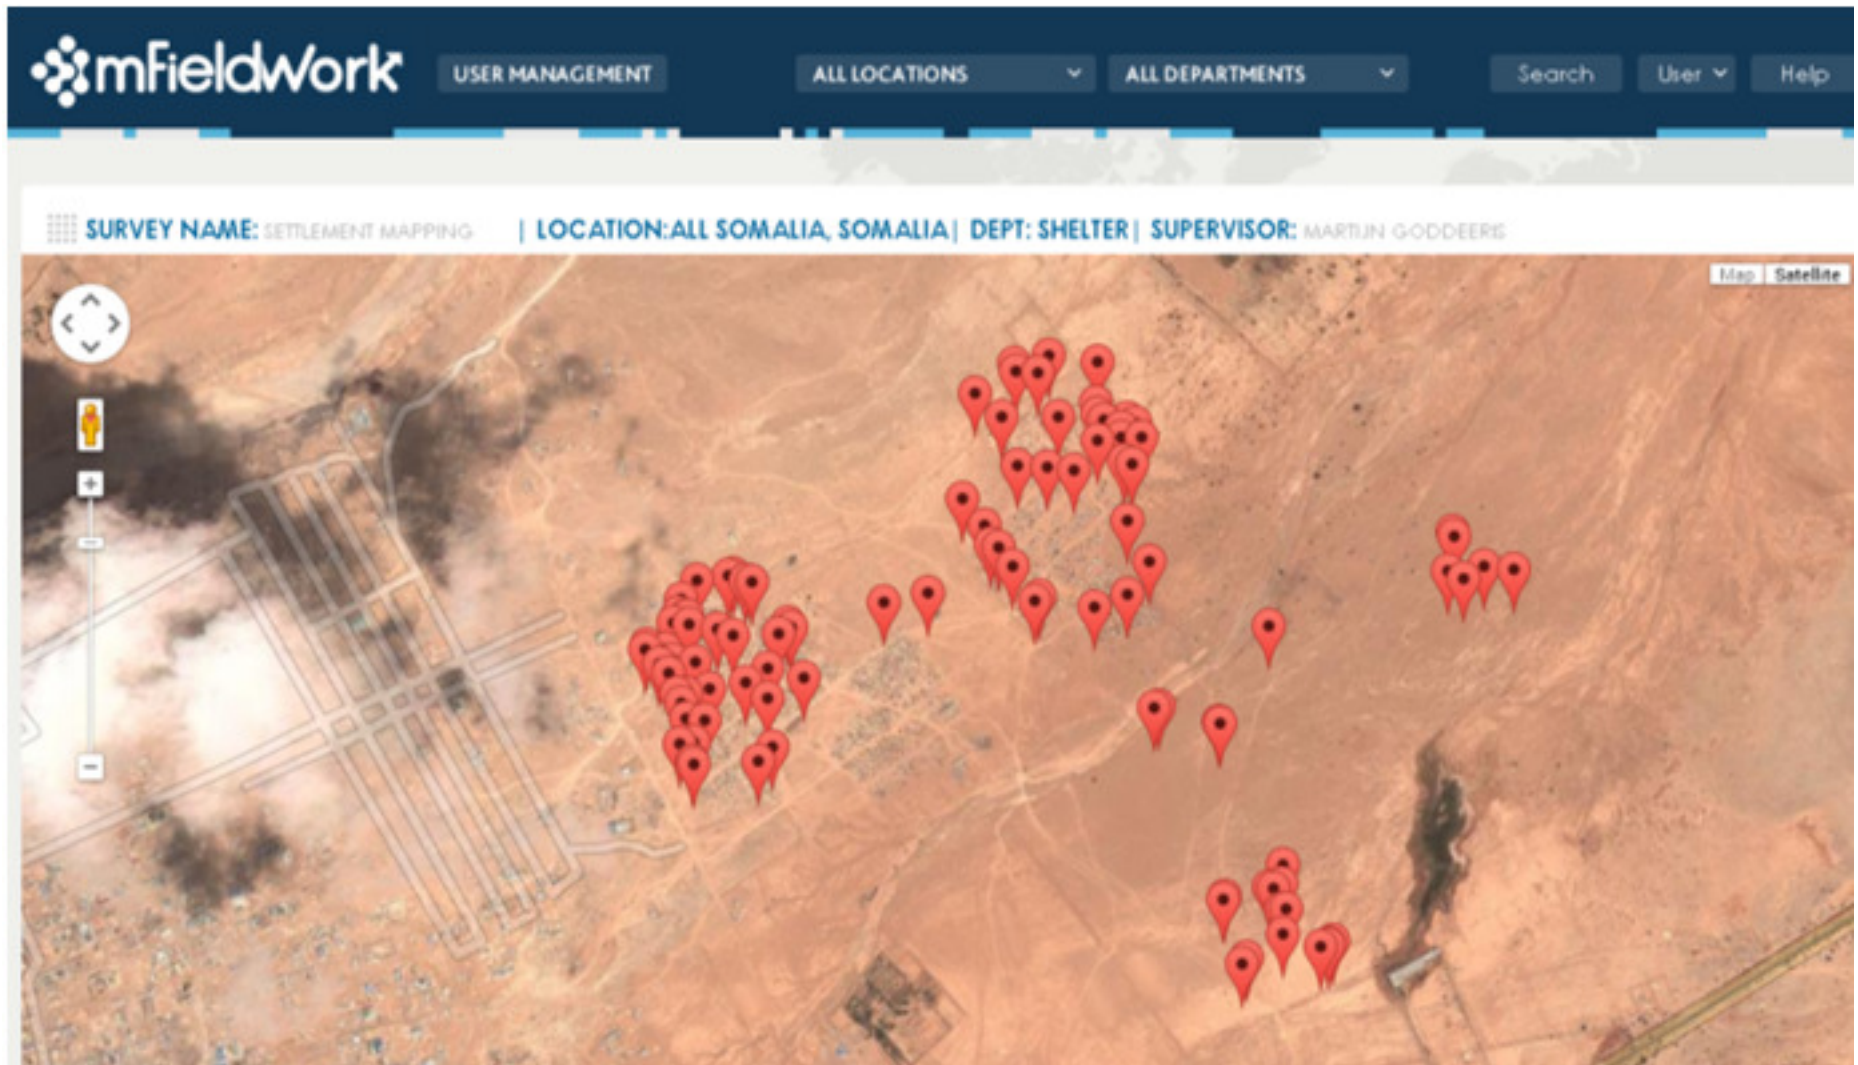 mFieldWork USER MANAGEMENT ALL LOCATIONS ALL DEPARTMENTS Search User Help
SURVEY NAME: SETTLEMENT MAPPING | LOCATION:ALL SOMALIA, SOMALIA| DEPT: SHELTER| SUPERVISOR: MARTIJN GODDEERIS
Map Satellite